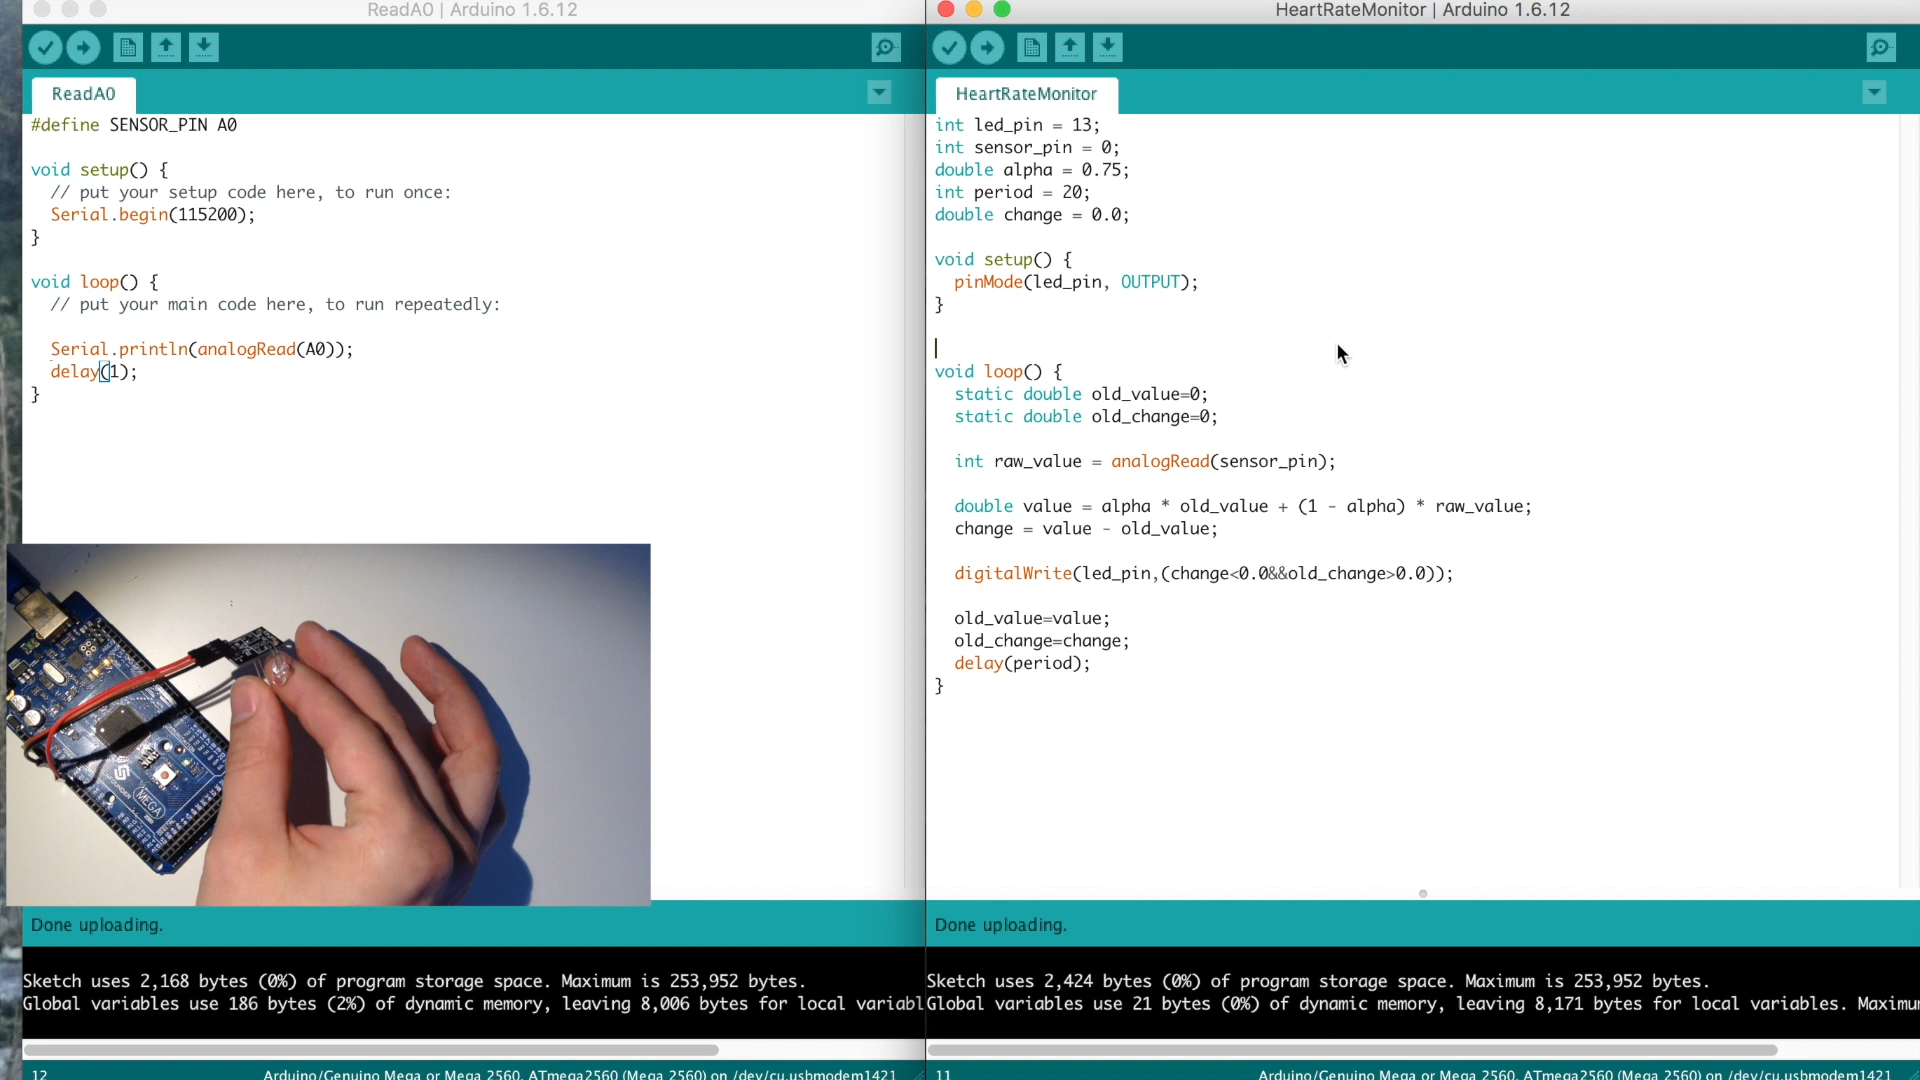 ReadA0 | Arduino 1.6.12
ReadA0
#define SENSOR_PIN A0
void setup() {
// put your setup code here, to run once:
Serial.begin(115200);
}
void loop() {
// put your main code here, to run repeatedly:
Serial.println(analogRead(A0));
delay(1);
}
MEGA
Done uploading.
Sketch uses 2,168 bytes (0%) of program storage space. Maximum is 253,952 bytes.
Global variables use 186 bytes (2%) of dynamic memory, leaving 8,006 bytes for local variabl
12
Arduino/Genuino Mega or Mega 2560, ATmega2560 (Mega 2560) on /dev/cu.usbmodem1421
HeartRateMonitor | Arduino 1.6.12
HeartRateMonitor
int led_pin = 13;
int sensor_pin = 0;
double alpha = 0.75;
int period = 20;
double change = 0.0;
void setup() {
pinMode(led_pin, OUTPUT);
}
void loop() {
static double old_value=0;
static double old_change=0;
int raw_value = analogRead(sensor_pin);
double value = alpha * old_value + (1 - alpha) * raw_value;
change = value - old_value;
digitalWrite(led_pin,(change<0.0&&old_change>0.0));
old_value=value;
old_change=change;
delay(period);
}
Done uploading.
Sketch uses 2,424 bytes (0%) of program storage space. Maximum is 253,952 bytes.
Global variables use 21 bytes (0%) of dynamic memory, leaving 8,171 bytes for local variables. Maximu
11
Arduino/Genuino Mega or Mega 2560, ATmega2560 (Mega 2560) on /dev/cu.usbmodem1421